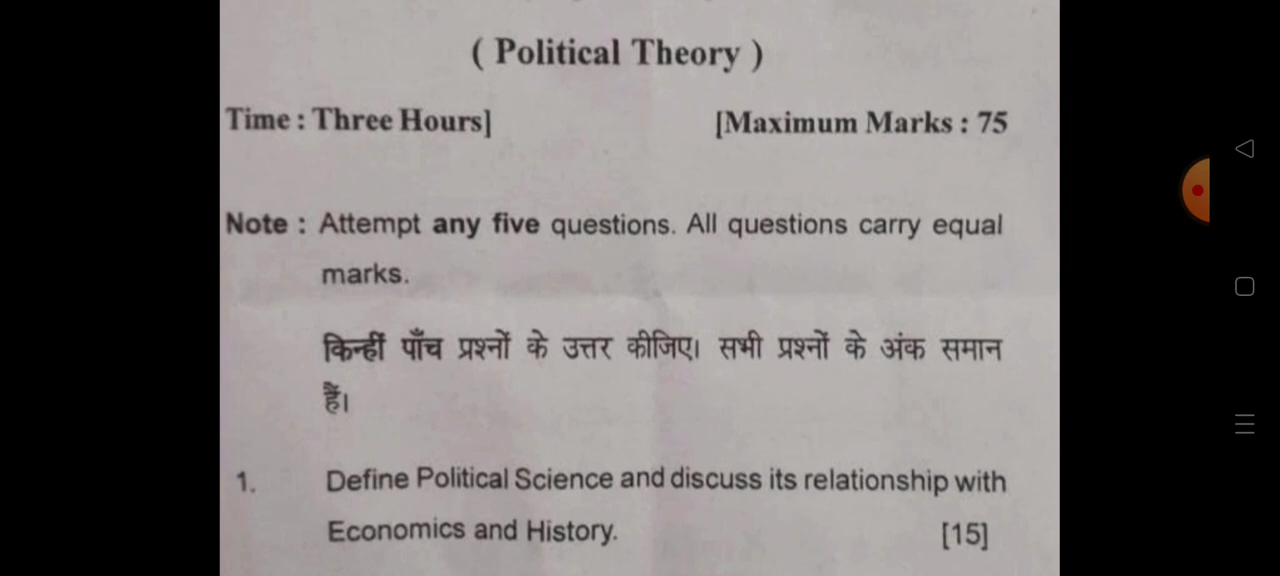 ( Political Theory )
Time : Three Hours]
[Maximum Marks : 75
Note : Attempt any five questions. All questions carry equal
marks.
किन्हीं पाँच प्रश्नों के उत्तर कीजिए। सभी प्रश्नों के अंक समान
हैं।
1. Define Political Science and discuss its relationship with
Economics and History. [15]